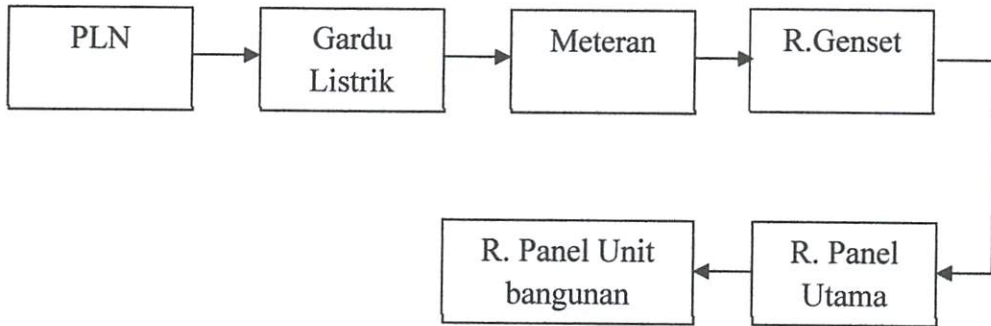 PLN
Gardu
Listrik
Meteran
R.Genset
R. Panel Unit
bangunan
R. Panel
Utama